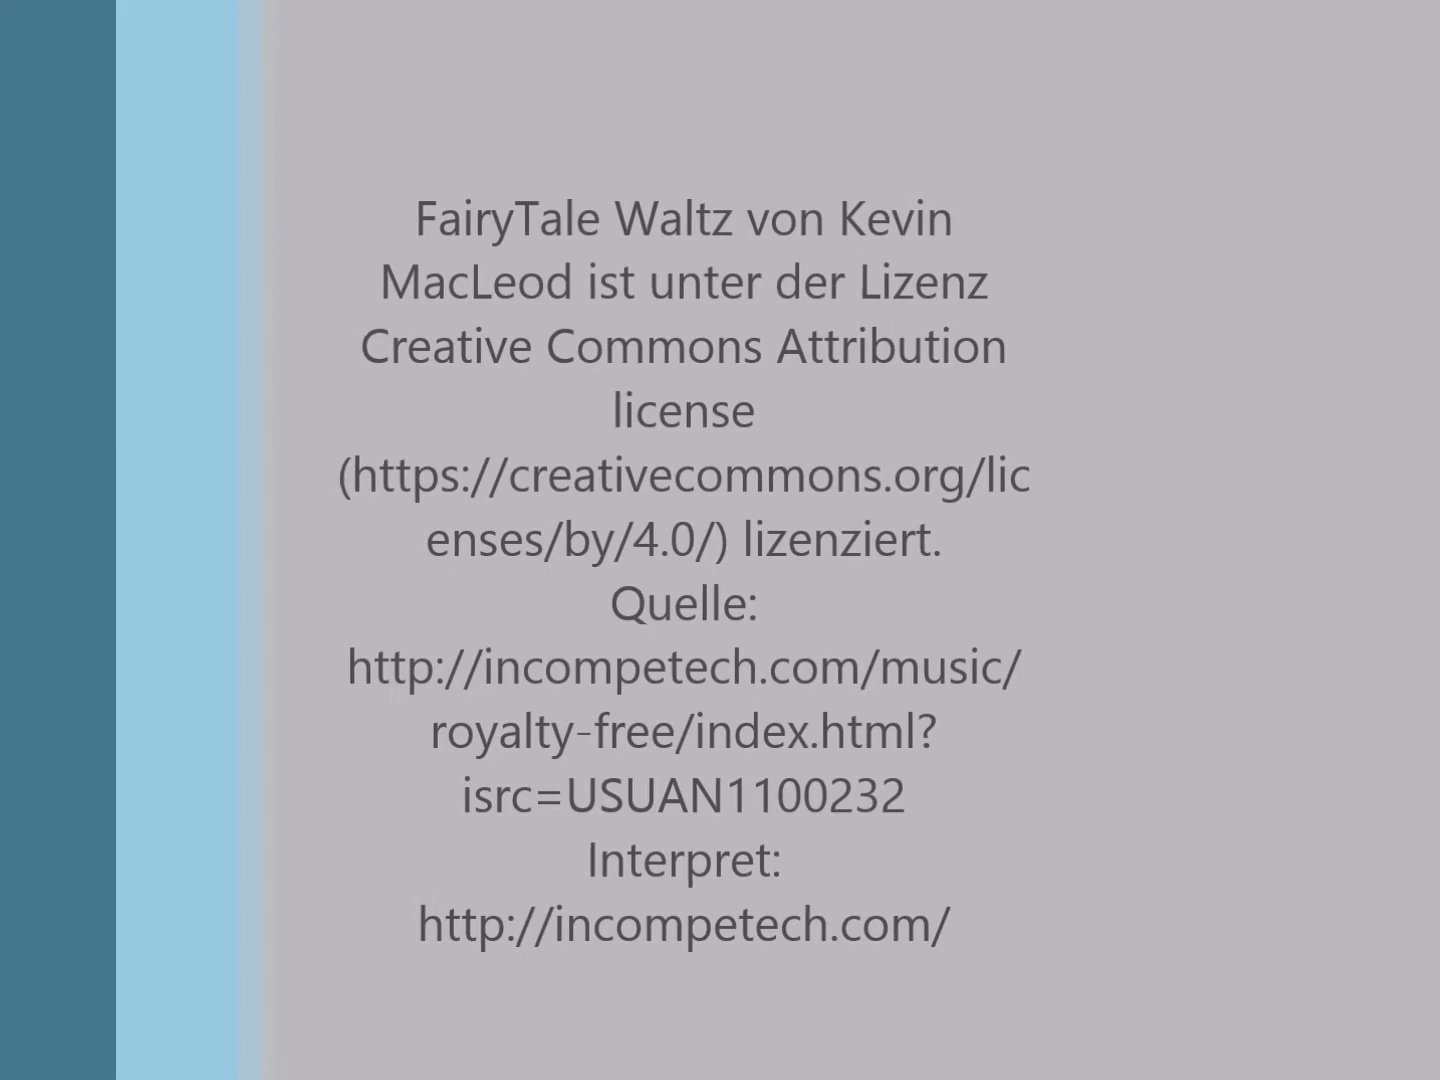 FairyTale Waltz von Kevin
MacLeod ist unter der Lizenz
Creative Commons Attribution
license
(https://creativecommons.org/lic
enses/by/4.0/) lizenziert.
Quelle:
http://incompetech.com/music/
royalty-free/index.html?
isrc=USUAN1100232
Interpret:
http://incompetech.com/